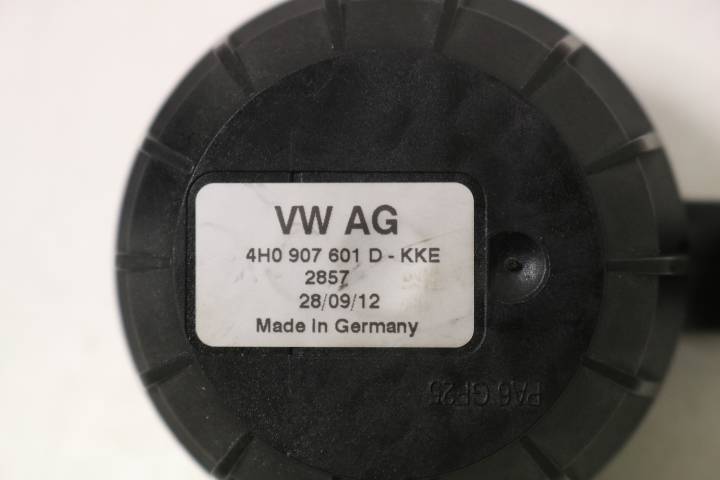 VW AG
4H0 907 601 D - KKE
2857
28/09/12
Made in Germany
PA6 GF25